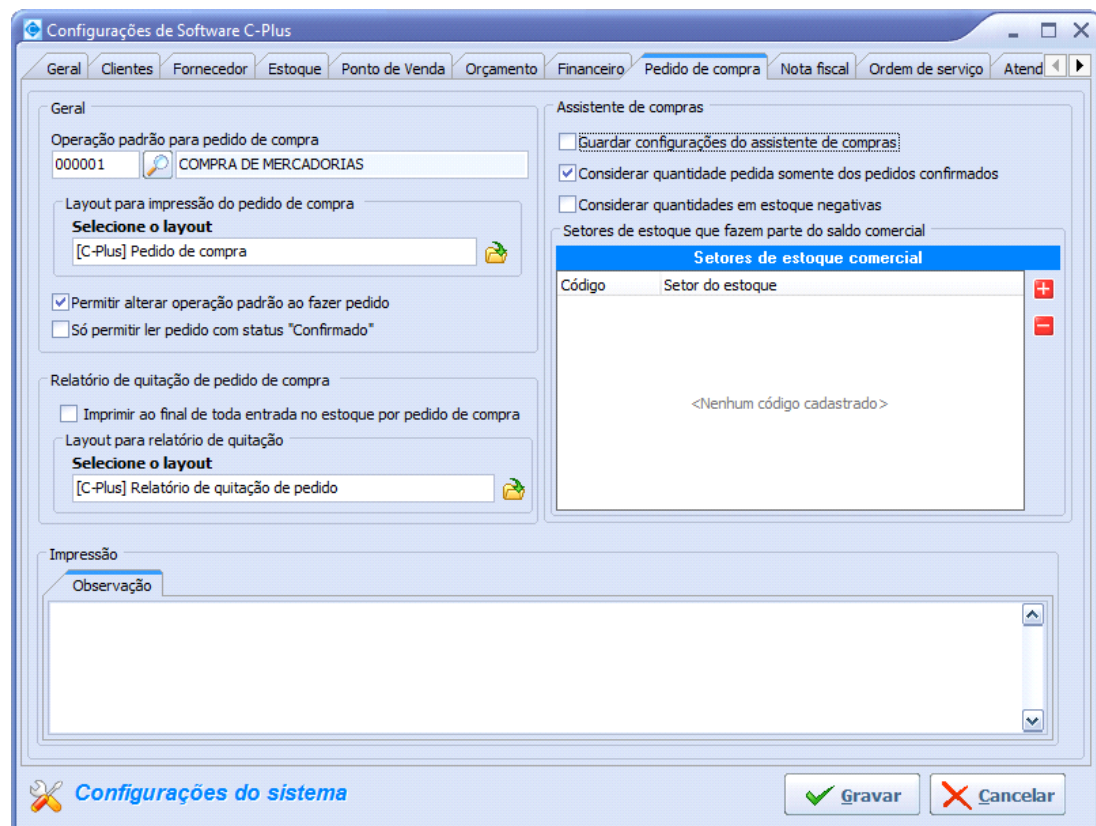 Configurações de Software C-Plus
Geral Clientes Fornecedor Estoque Ponto de Venda Orçamento Financeiro Pedido de compra Nota fiscal Ordem de serviço Atend
Geral
Operação padrão para pedido de compra
000001 COMPRA DE MERCADORIAS
Layout para impressão do pedido de compra
Selecione o layout
[C-Plus] Pedido de compra
Permitir alterar operação padrão ao fazer pedido
Só permitir ler pedido com status "Confirmado"
Relatório de quitação de pedido de compra
Imprimir ao final de toda entrada no estoque por pedido de compra
Layout para relatório de quitação
Selecione o layout
[C-Plus] Relatório de quitação de pedido
Assistente de compras
Guardar configurações do assistente de compras
Considerar quantidade pedida somente dos pedidos confirmados
Considerar quantidades em estoque negativas
Setores de estoque que fazem parte do saldo comercial
Setores de estoque comercial
Código Setor do estoque
<Nenhum código cadastrado>
Impressão
Observação
Configurações do sistema
Gravar Cancelar